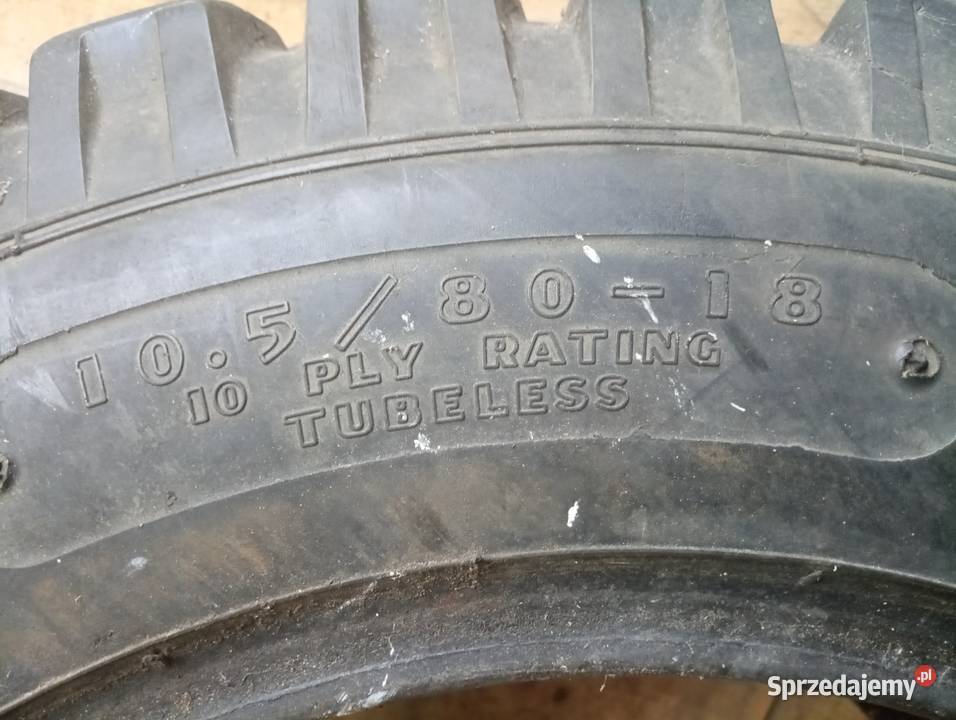 10.5/80-18
10 PLY RATING
TUBELESS
Sprzedajemy.pl